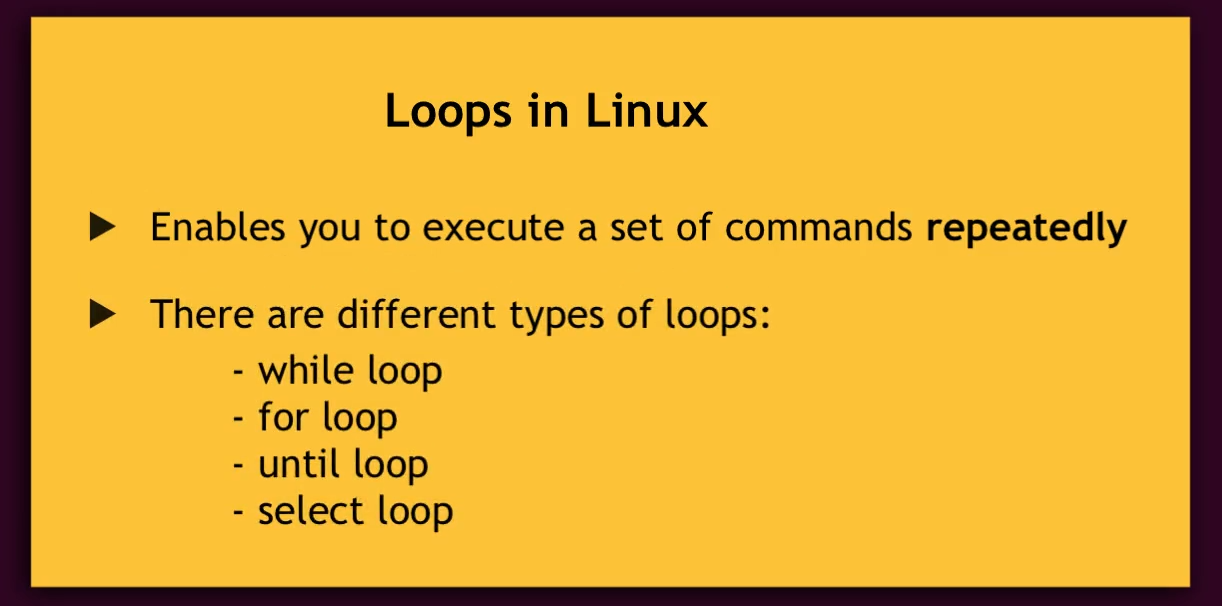 Loops in Linux
Enables you to execute a set of commands repeatedly
There are different types of loops:
- while loop
- for loop
- until loop
- select loop